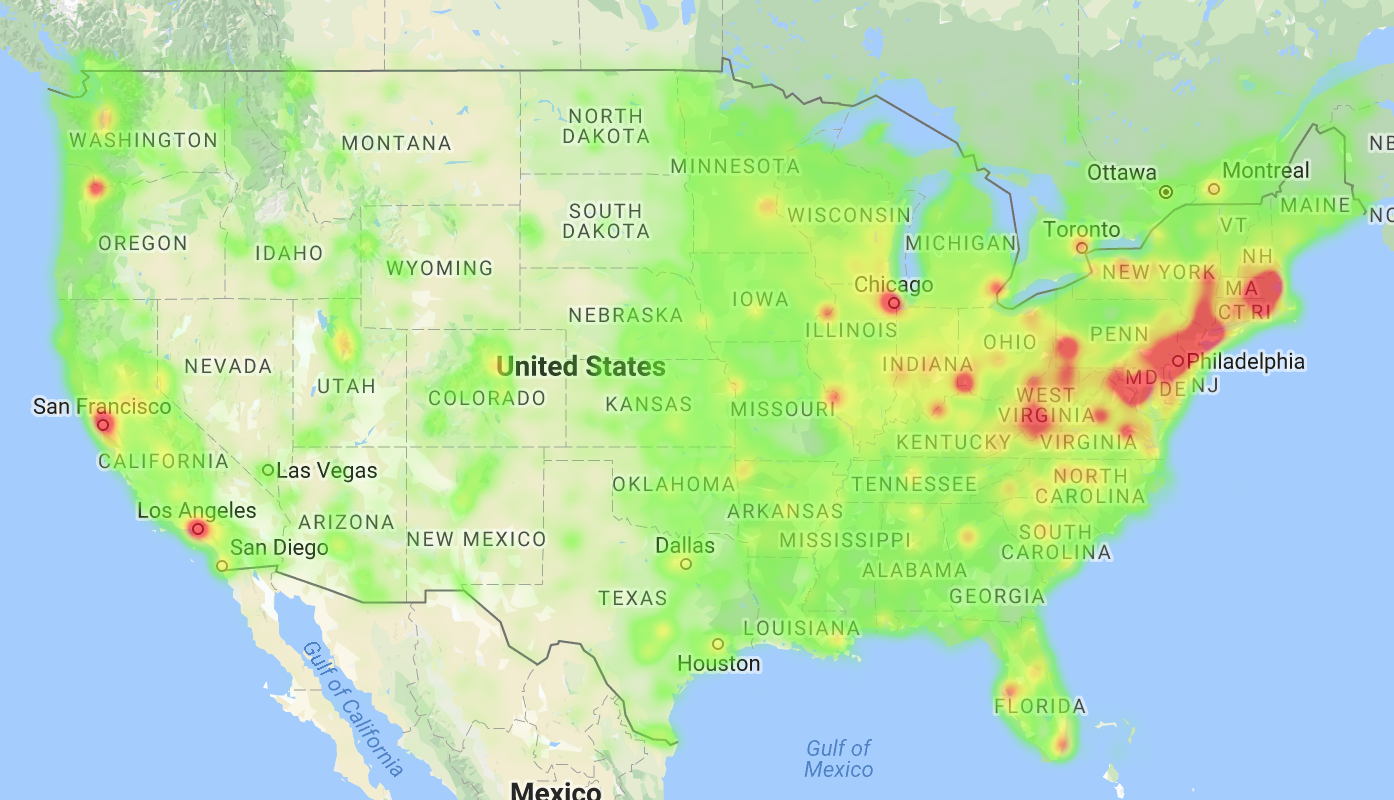 NORTH
DAKOTA
WASHINGTON
MONTANA
NB
MINNESOTA
Ottawa
Montreal
MAINE
SOUTH
DAKOTA
WISCONSIN
NO
VT
Toronto
OREGON
IDAHO
MICHIGAN
NH
WYOMING
NEW YORK
Chicago
MA
IOWA
CT RI
NEBRASKA
ILLINOIS
PENN
OHIO
NEVADA
United States
INDIANA
Philadelphia
UTAH
MD
DE
NJ
COLORADO
San Francisco
KANSAS
MISSOURI
WEST
VIRGINIA
KENTUCKY
VIRGINIA
CALIFORNIA
Las Vegas
OKLAHOMA
TENNESSEE
NORTH
CAROLINA
Los Angeles
ARIZONA
ARKANSAS
NEW MEXICO
MISSISSIPPI
SOUTH
CAROLINA
San Diego
Dallas
ALABAMA
TEXAS
GEORGIA
LOUISIANA
Houston
Gulf of California
FLORIDA
Gulf of
Mexico
Mexico